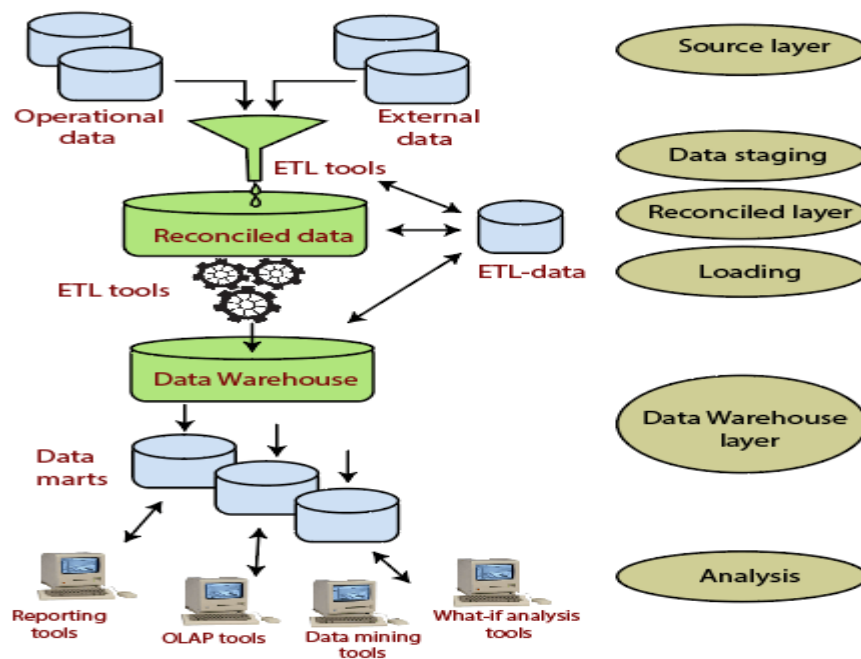 Source layer
Operational
data
External
data
ETL tools
Data staging
Reconciled data
Reconciled layer
ETL-data
ETL tools
Loading
Data Warehouse
Data Warehouse
layer
Data
marts
Analysis
Reporting
tools
OLAP tools
Data mining
tools
What-if analysis
tools